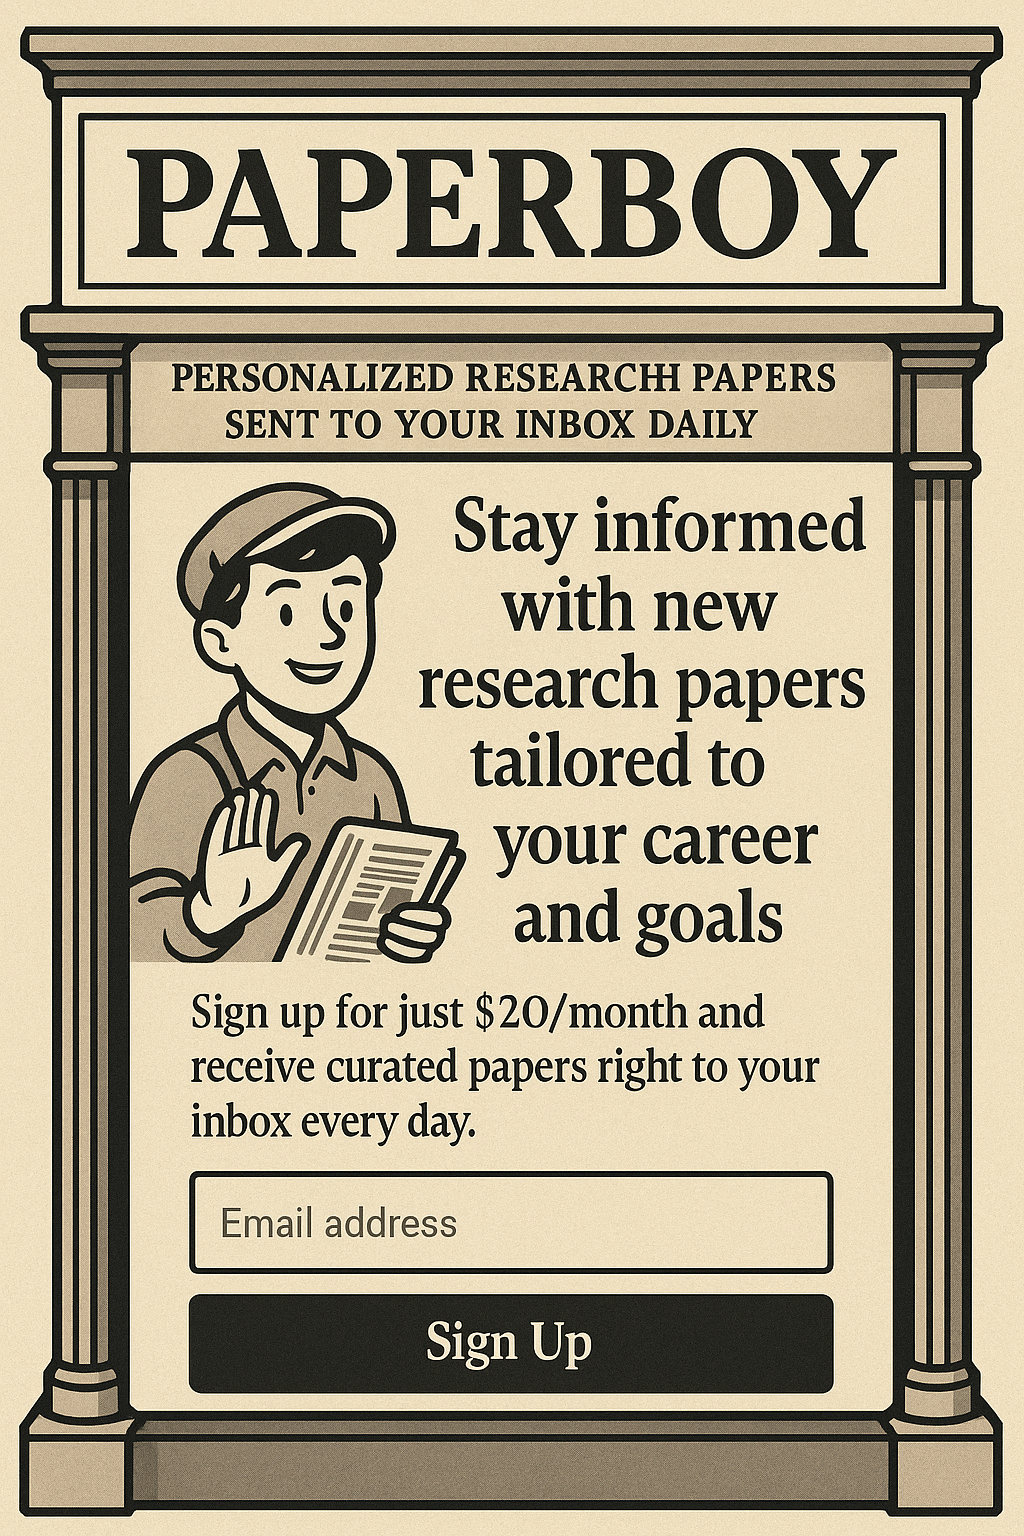 PAPERBOY
PERSONALIZED RESEARCHH PAPERS
SENT TO YOUR INBOX DAILY
Stay informed
with new
research papers
tailored to
your career
and goals
Sign up for just $20/month and
receive curated papers right to your
inbox every day.
Email address
Sign Up